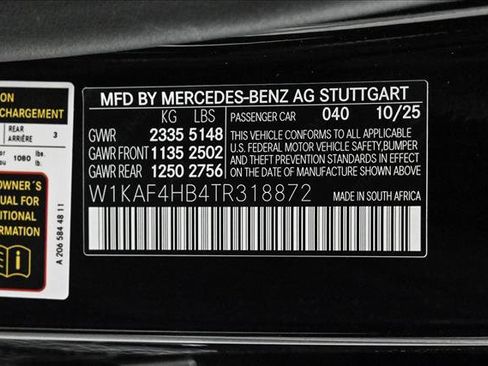 ON
CHARGEMENT
REAR
ARRIÈRE
3
1080 lbs.
lb.
OWNER´S
UAL FOR
ITIONAL
RMATION
A 206 584 48 11
MFD BY MERCEDES-BENZ AG STUTTGART
KG LBS PASSENGER CAR 040 10/25
GVWR 2335 5148
GAWR FRONT 1135 2502
GAWR REAR 1250 2756
THIS VEHICLE CONFORMS TO ALL APPLICABLE
U.S. FEDERAL MOTOR VEHICLE SAFETY,BUMPER
AND THEFT PREVENTION STANDARDS IN EFFECT
ON THE DATE OF MANUFACTURE SHOWN ABOVE.
W1KAF4HB4TR318872 MADE IN SOUTH AFRICA